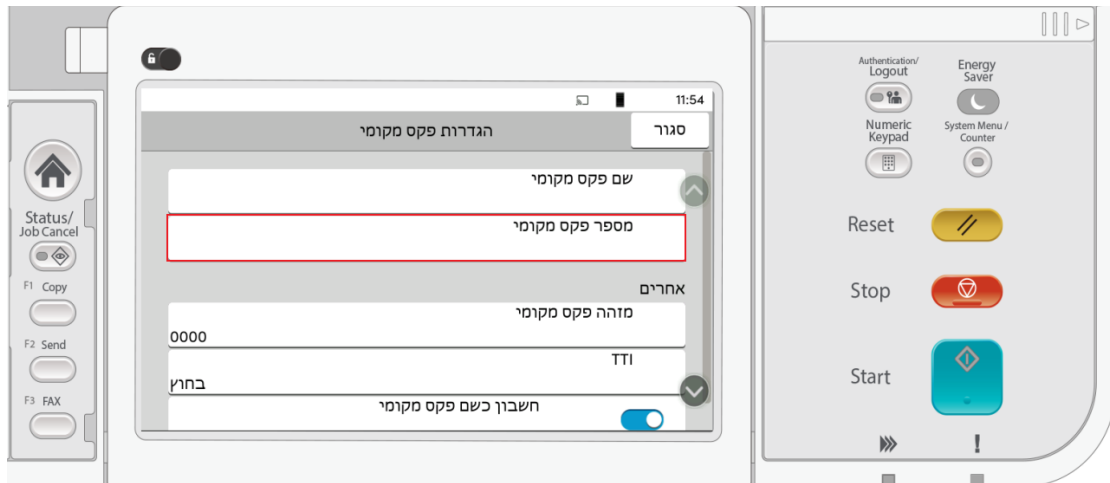 Status/
Job Cancel
F1 Copy
F2 Send
F3 FAX
11:54
הגדרות פקס מקומי
סגור
שם פקס מקומי
מספר פקס מקומי
אחרים
מזהה פקס מקומי
0000
TTI
בחוץ
חשבון כשם פקס מקומי
Authentication/
Logout
Energy
Saver
Numeric
Keypad
System Menu /
Counter
Reset
Stop
Start